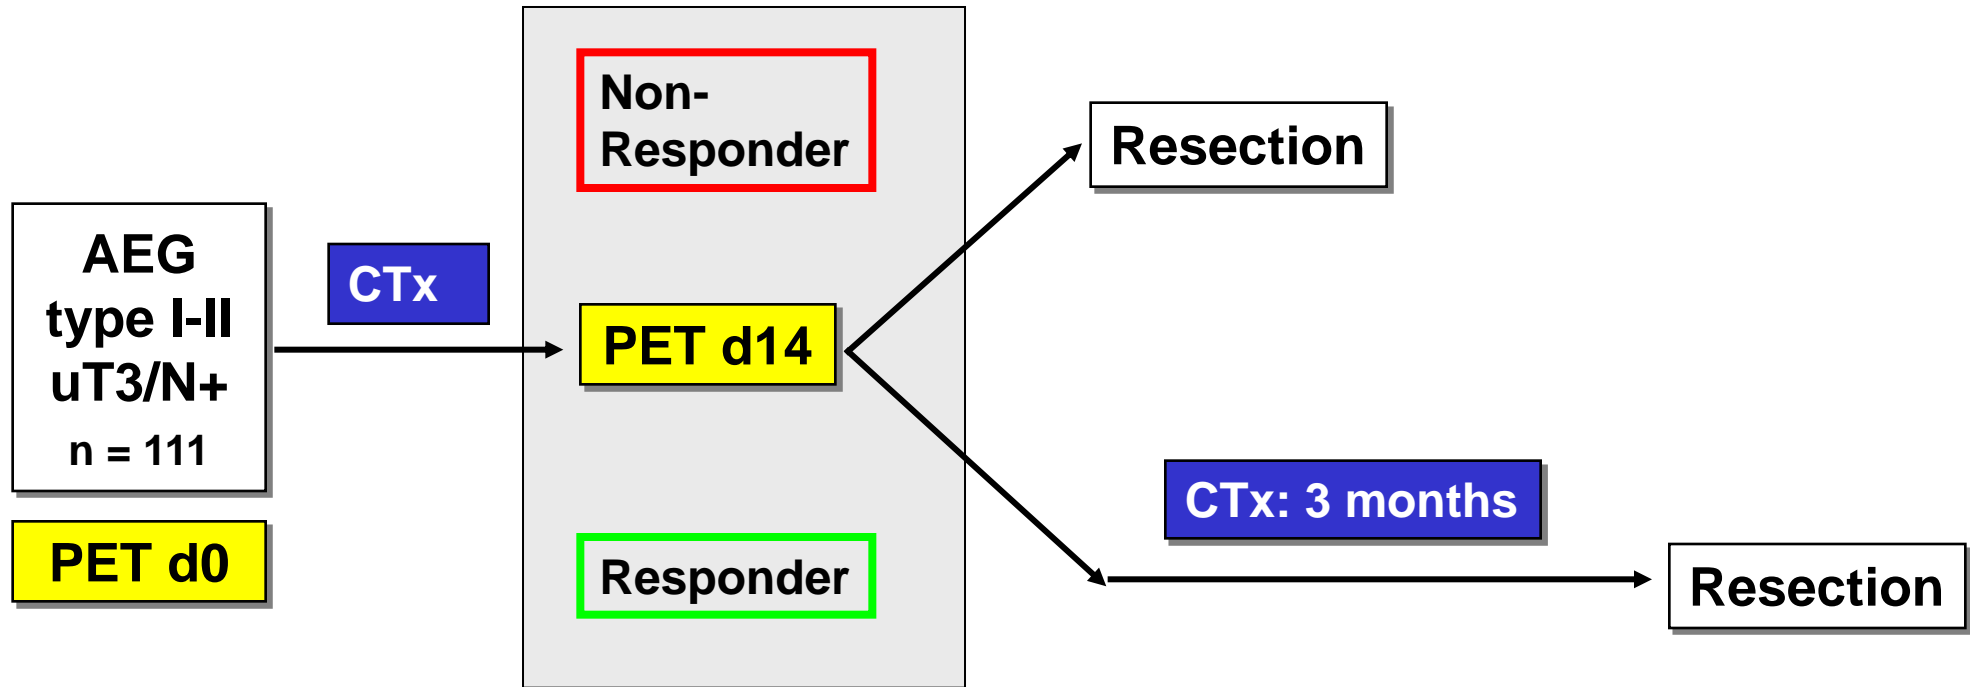 AEG
type I-II
uT3/N+
n = 111
PET d0
CTx
Non-
Responder
PET d14
Responder
Resection
CTx: 3 months
Resection